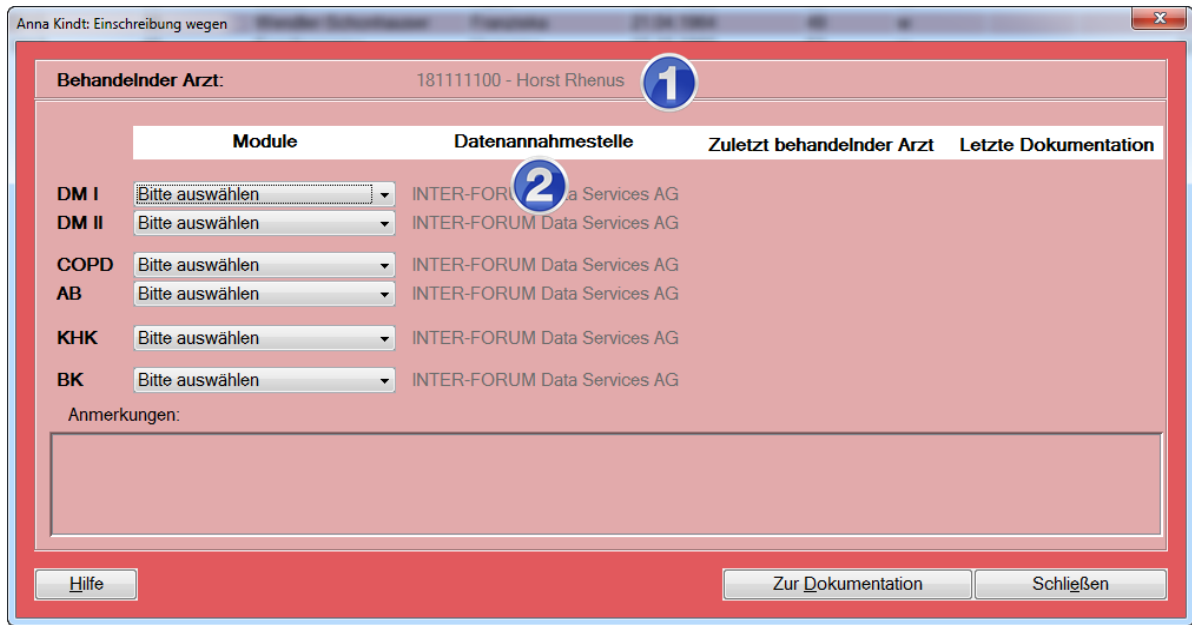 Anna Kindt: Einschreibung wegen
Behandelnder Arzt: 181111100 - Horst Rhenus 1
Module Datenannahmestelle Zuletzt behandelnder Arzt Letzte Dokumentation
2
DM I Bitte auswählen INTER-FORUM Data Services AG
DM II Bitte auswählen INTER-FORUM Data Services AG
COPD Bitte auswählen INTER-FORUM Data Services AG
AB Bitte auswählen INTER-FORUM Data Services AG
KHK Bitte auswählen INTER-FORUM Data Services AG
BK Bitte auswählen INTER-FORUM Data Services AG
Anmerkungen:
Hilfe Zur Dokumentation Schließen